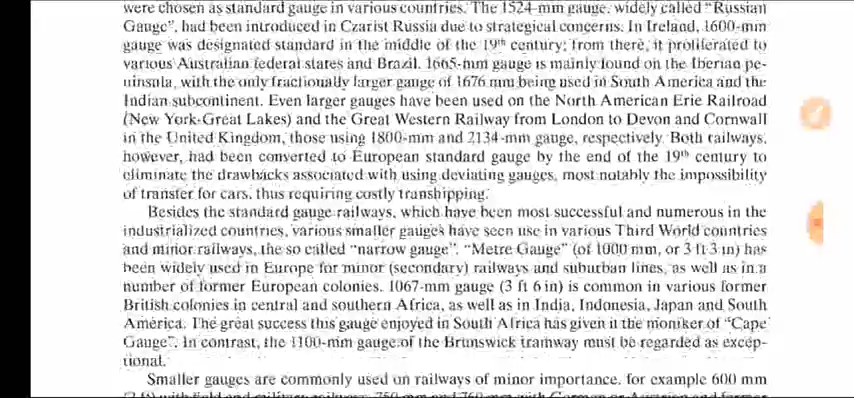 were chosen as standard gauge in various countries. The 1524-mm gauge, widely called "Russian
Gauge", had been introduced in Czarist Russia due to strategical concerns. In Ireland, 1600-mm
gauge was designated standard in the middle of the 19th century; from there, it proliferated to
various Australian federal states and Brazil. 1665-mm gauge is mainly found on the Iberian pe-
ninsula, with the only fractionally larger gauge of 1676 mm being used in South America and the
Indian subcontinent. Even larger gauges have been used on the North American Erie Railroad
(New York-Great Lakes) and the Great Western Railway from London to Devon and Cornwall
in the United Kingdom, those using 1800-mm and 2134-mm gauge, respectively. Both railways,
however, had been converted to European standard gauge by the end of the 19th century to
eliminate the drawbacks associated with using deviating gauges, most notably the impossibility
of transfer for cars, thus requiring costly transhipping.
Besides the standard gauge railways, which have been most successful and numerous in the
industrialized countries, various smaller gauges have seen use in various Third World countries
and minor railways, the so called "narrow gauge". "Metre Gauge" (of 1000 mm, or 3 ft 3 in) has
been widely used in Europe for minor (secondary) railways and suburban lines, as well as in a
number of former European colonies. 1067-mm gauge (3 ft 6 in) is common in various former
British colonies in central and southern Africa, as well as in India, Indonesia, Japan and South
America. The great success this gauge enjoyed in South Africa has given it the moniker of "Cape
Gauge". In contrast, the 1100-mm gauge of the Brunswick tramway must be regarded as excep-
tional.
Smaller gauges are commonly used on railways of minor importance, for example 600 mm